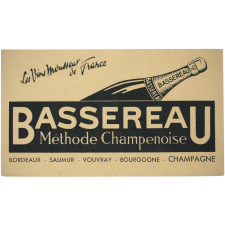 Les Vins Mousseux
de France
BASSEREAU
BASSEREAU
Méthode Champenoise
BORDEAUX - SAUMUR - VOUVRAY - BOURGOGNE - CHAMPAGNE